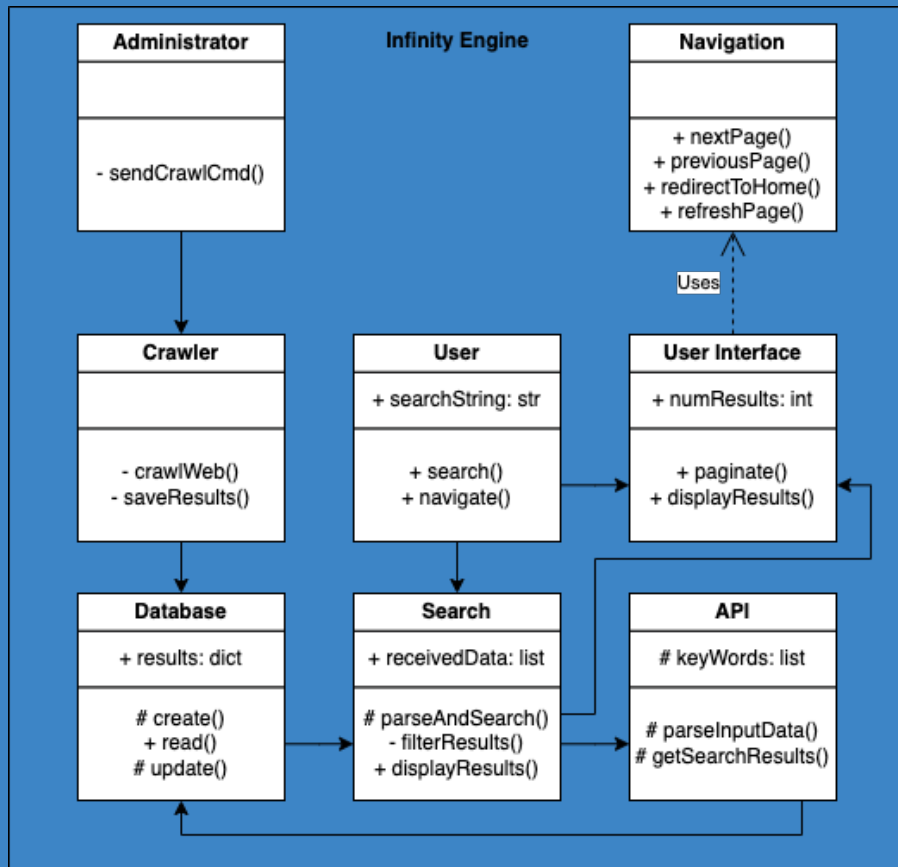 Administrator
- sendCrawlCmd()
Infinity Engine
Navigation
+ nextPage()
+ previousPage()
+ redirectToHome()
+ refreshPage()
Uses
Crawler
- crawlWeb()
- saveResults()
User
+ searchString: str
+ search()
+ navigate()
User Interface
+ numResults: int
+ paginate()
+ displayResults()
Database
+ results: dict
# create()
+ read()
# update()
Search
+ receivedData: list
# parseAndSearch()
- filterResults()
+ displayResults()
API
# keyWords: list
# parseInputData()
# getSearchResults()